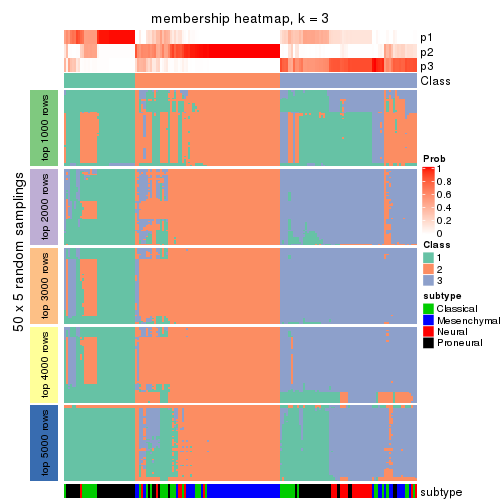 membership heatmap, k = 3
p1
p2
p3
Class
50 x 5 random samplings
top 1000 rows
top 2000 rows
top 3000 rows
top 4000 rows
top 5000 rows
subtype
Prob
1
0.8
0.6
0.4
0.2
0
Class
1
2
3
subtype
Classical
Mesenchymal
Neural
Proneural